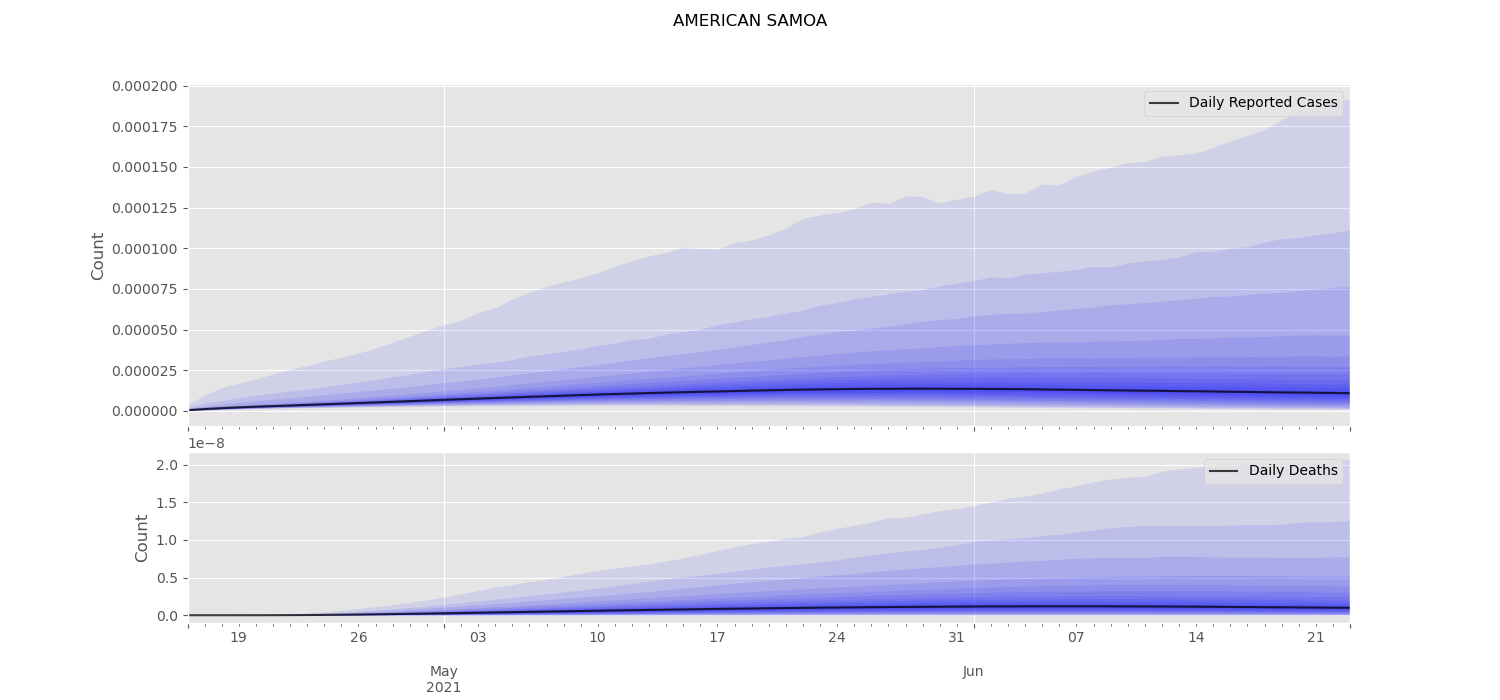 AMERICAN SAMOA
0.000200
0.000175
0.000150
0.000125
0.000100
0.000075
0.000050
0.000025
0.000000
Count
Daily Reported Cases
1e−8
2.0
1.5
1.0
0.5
0.0
Count
Daily Deaths
19 26 03 10 17 24 31 07 14 21
May Jun
2021